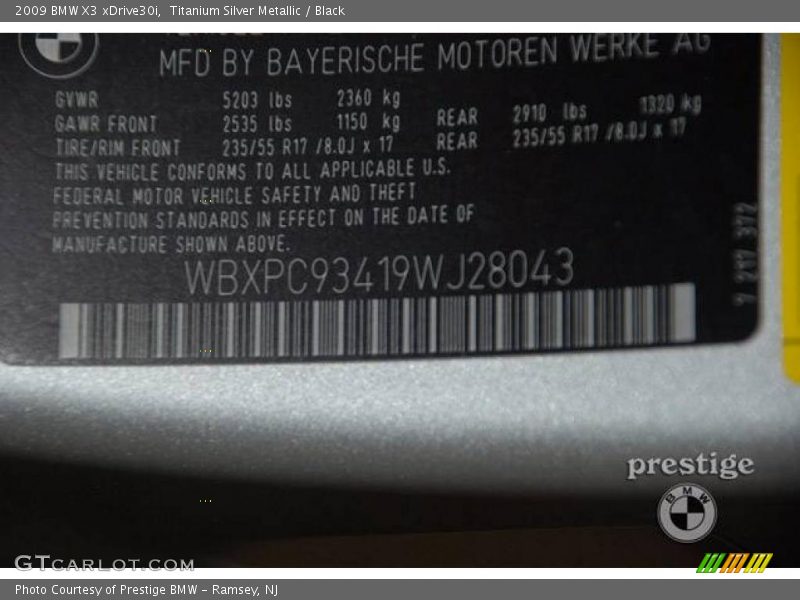 2009 BMW X3 xDrive30i, Titanium Silver Metallic / Black
MFD BY BAYERISCHE MOTOREN WERKE AG
GVWR 5203 lbs 2360 kg
GAWR FRONT 2535 lbs 1150 kg REAR 2910 lbs 1320 kg
TIRE/RIM FRONT 235/55 R17 /8.0J x 17 REAR 235/55 R17 /8.0J x 17
THIS VEHICLE CONFORMS TO ALL APPLICABLE U.S.
FEDERAL MOTOR VEHICLE SAFETY AND THEFT
PREVENTION STANDARDS IN EFFECT ON THE DATE OF
MANUFACTURE SHOWN ABOVE.
WBXPC93419WJ28043
7 217 372
prestige
BMW
GTCARLOT.COM
Photo Courtesy of Prestige BMW - Ramsey, NJ